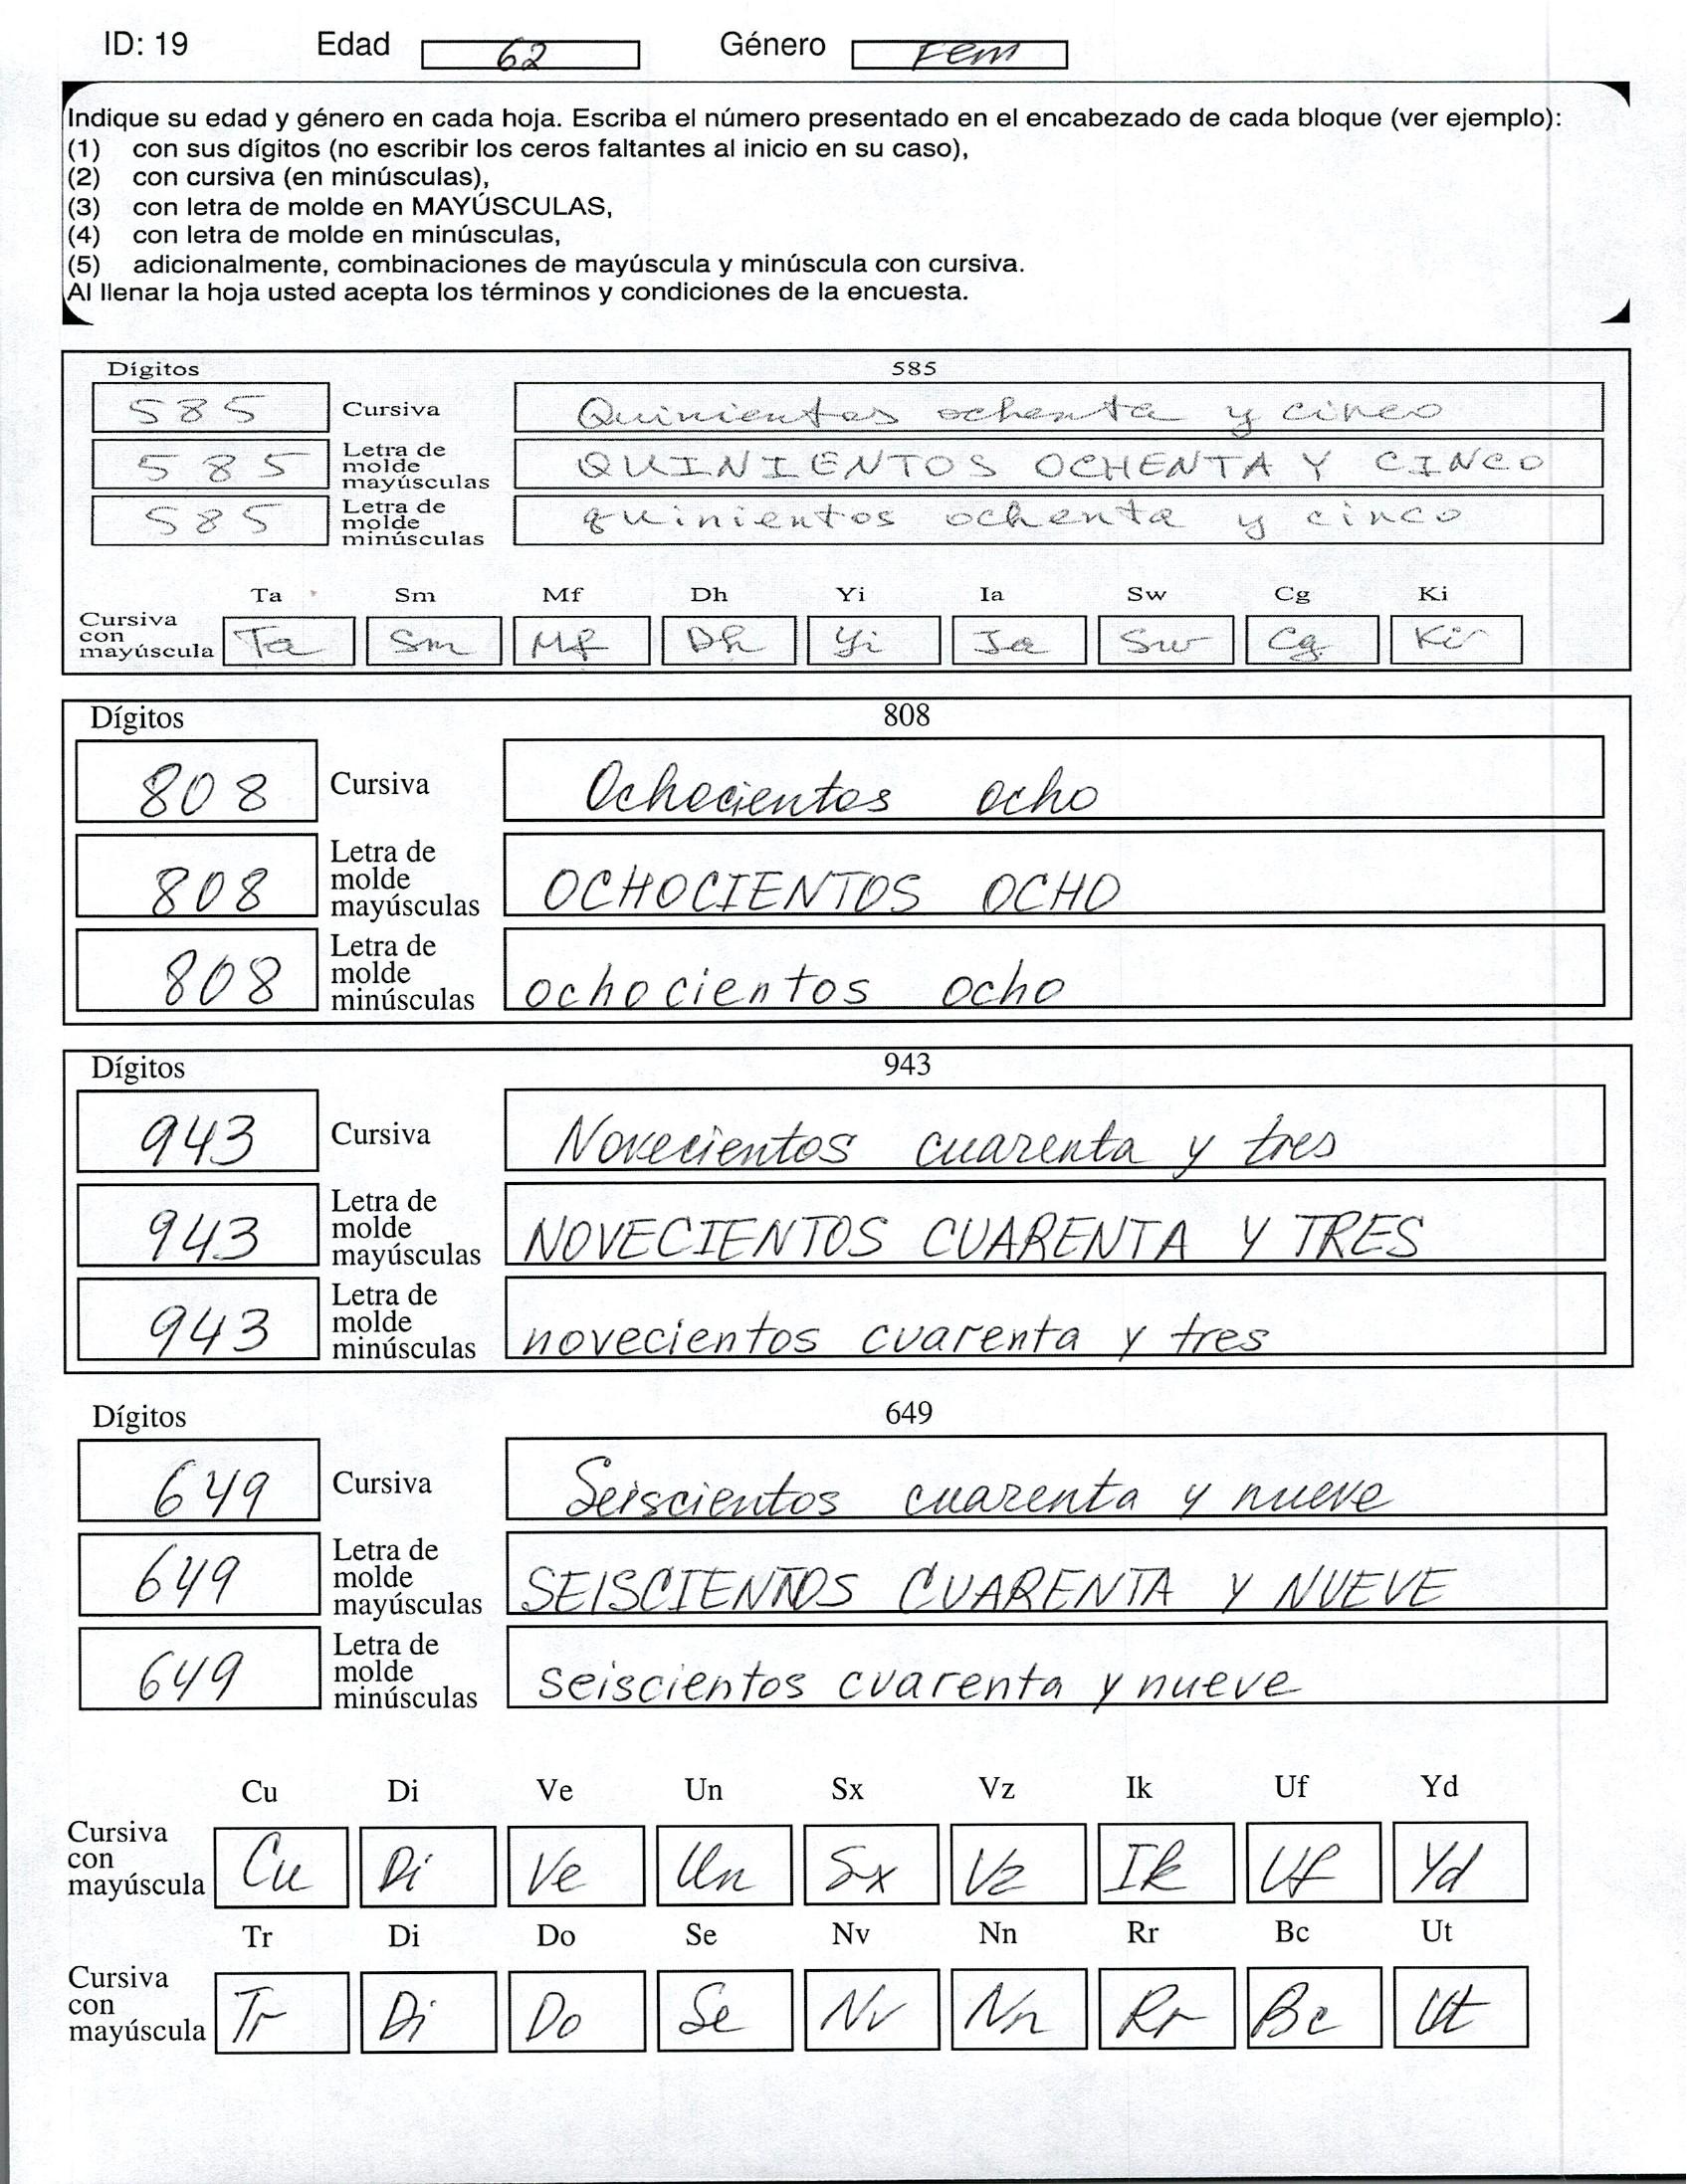 ID: 19 Edad 62 Género Fem
Indique su edad y género en cada hoja. Escriba el número presentado en el encabezado de cada bloque (ver ejemplo):
(1) con sus dígitos (no escribir los ceros faltantes al inicio en su caso),
(2) con cursiva (en minúsculas),
(3) con letra de molde en MAYÚSCULAS,
(4) con letra de molde en minúsculas,
(5) adicionalmente, combinaciones de mayúscula y minúscula con cursiva.
Al llenar la hoja usted acepta los términos y condiciones de la encuesta.
Dígitos 585
585 Cursiva Quinientos ochenta y cinco
585 Letra de molde mayúsculas QUINIENTOS OCHENTA Y CINCO
585 Letra de molde minúsculas quinientos ochenta y cinco
Ta Sm Mf Dh Yi Ia Sw Cg Ki
Cursiva con mayúscula Ta Sm Mf Dh Yi Ia Sw Cg Ki
Dígitos 808
808 Cursiva Ochocientos ocho
808 Letra de molde mayúsculas OCHOCIENTOS OCHO
808 Letra de molde minúsculas ochocientos ocho
Dígitos 943
943 Cursiva Novecientos cuarenta y tres
943 Letra de molde mayúsculas NOVECIENTOS CUARENTA Y TRES
943 Letra de molde minúsculas novecientos cuarenta y tres
Dígitos 649
649 Cursiva Seiscientos cuarenta y nueve
649 Letra de molde mayúsculas SEISCIENTOS CUARENTA Y NUEVE
649 Letra de molde minúsculas seiscientos cuarenta y nueve
Cu Di Ve Un Sx Vz Ik Uf Yd
Cursiva con mayúscula Cu Di Ve Un Sx Vz Ik Uf Yd
Tr Di Do Se Nv Nn Rr Bc Ut
Cursiva con mayúscula Tr Di Do Se Nv Nn Rr Bc Ut